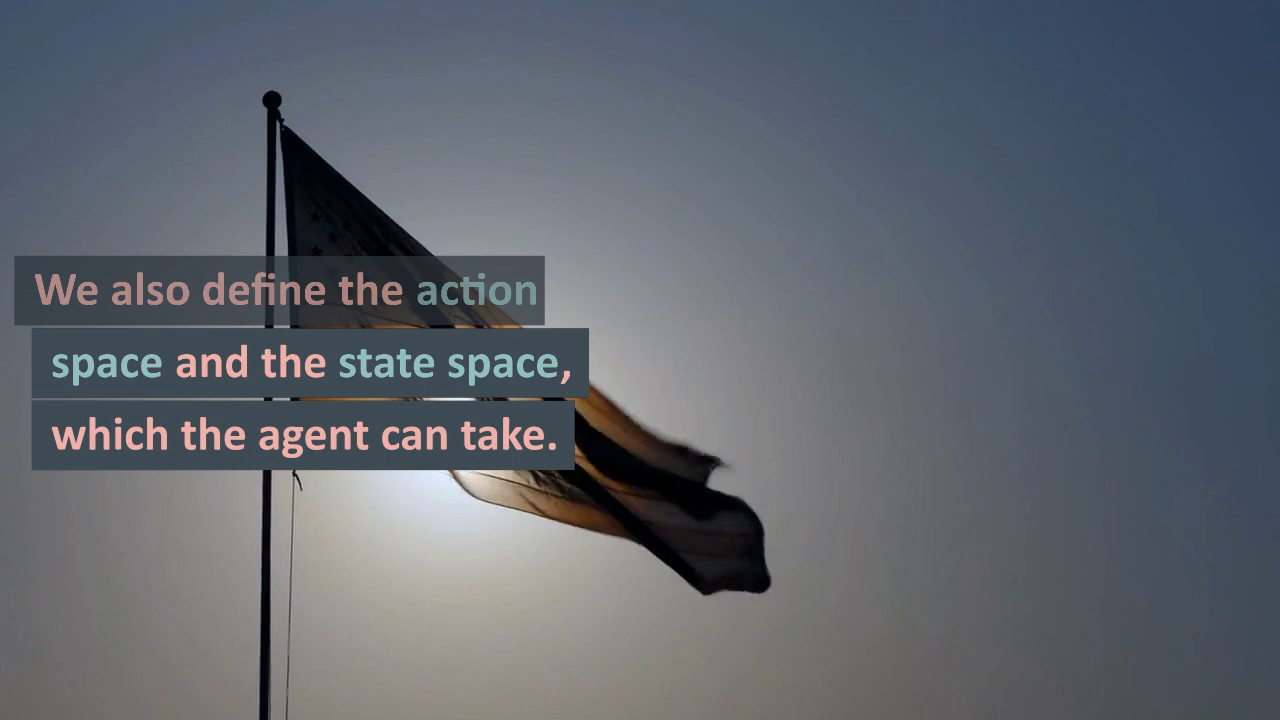 We also define the action
space and the state space,
which the agent can take.